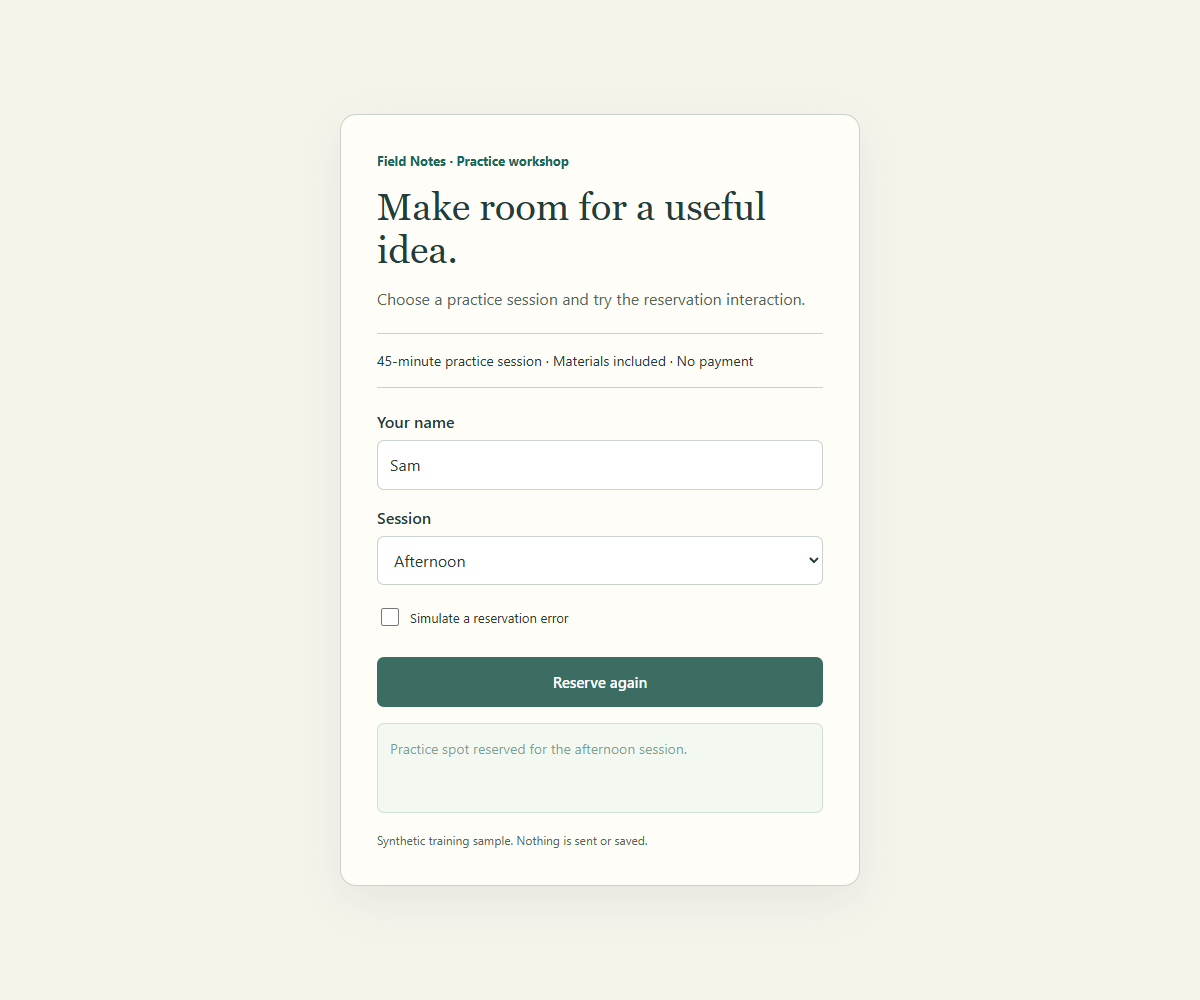 Field Notes · Practice workshop
Make room for a useful
idea.
Choose a practice session and try the reservation interaction.
45-minute practice session · Materials included · No payment
Your name
Sam
Session
Afternoon
Simulate a reservation error
Reserve again
Practice spot reserved for the afternoon session.
Synthetic training sample. Nothing is sent or saved.